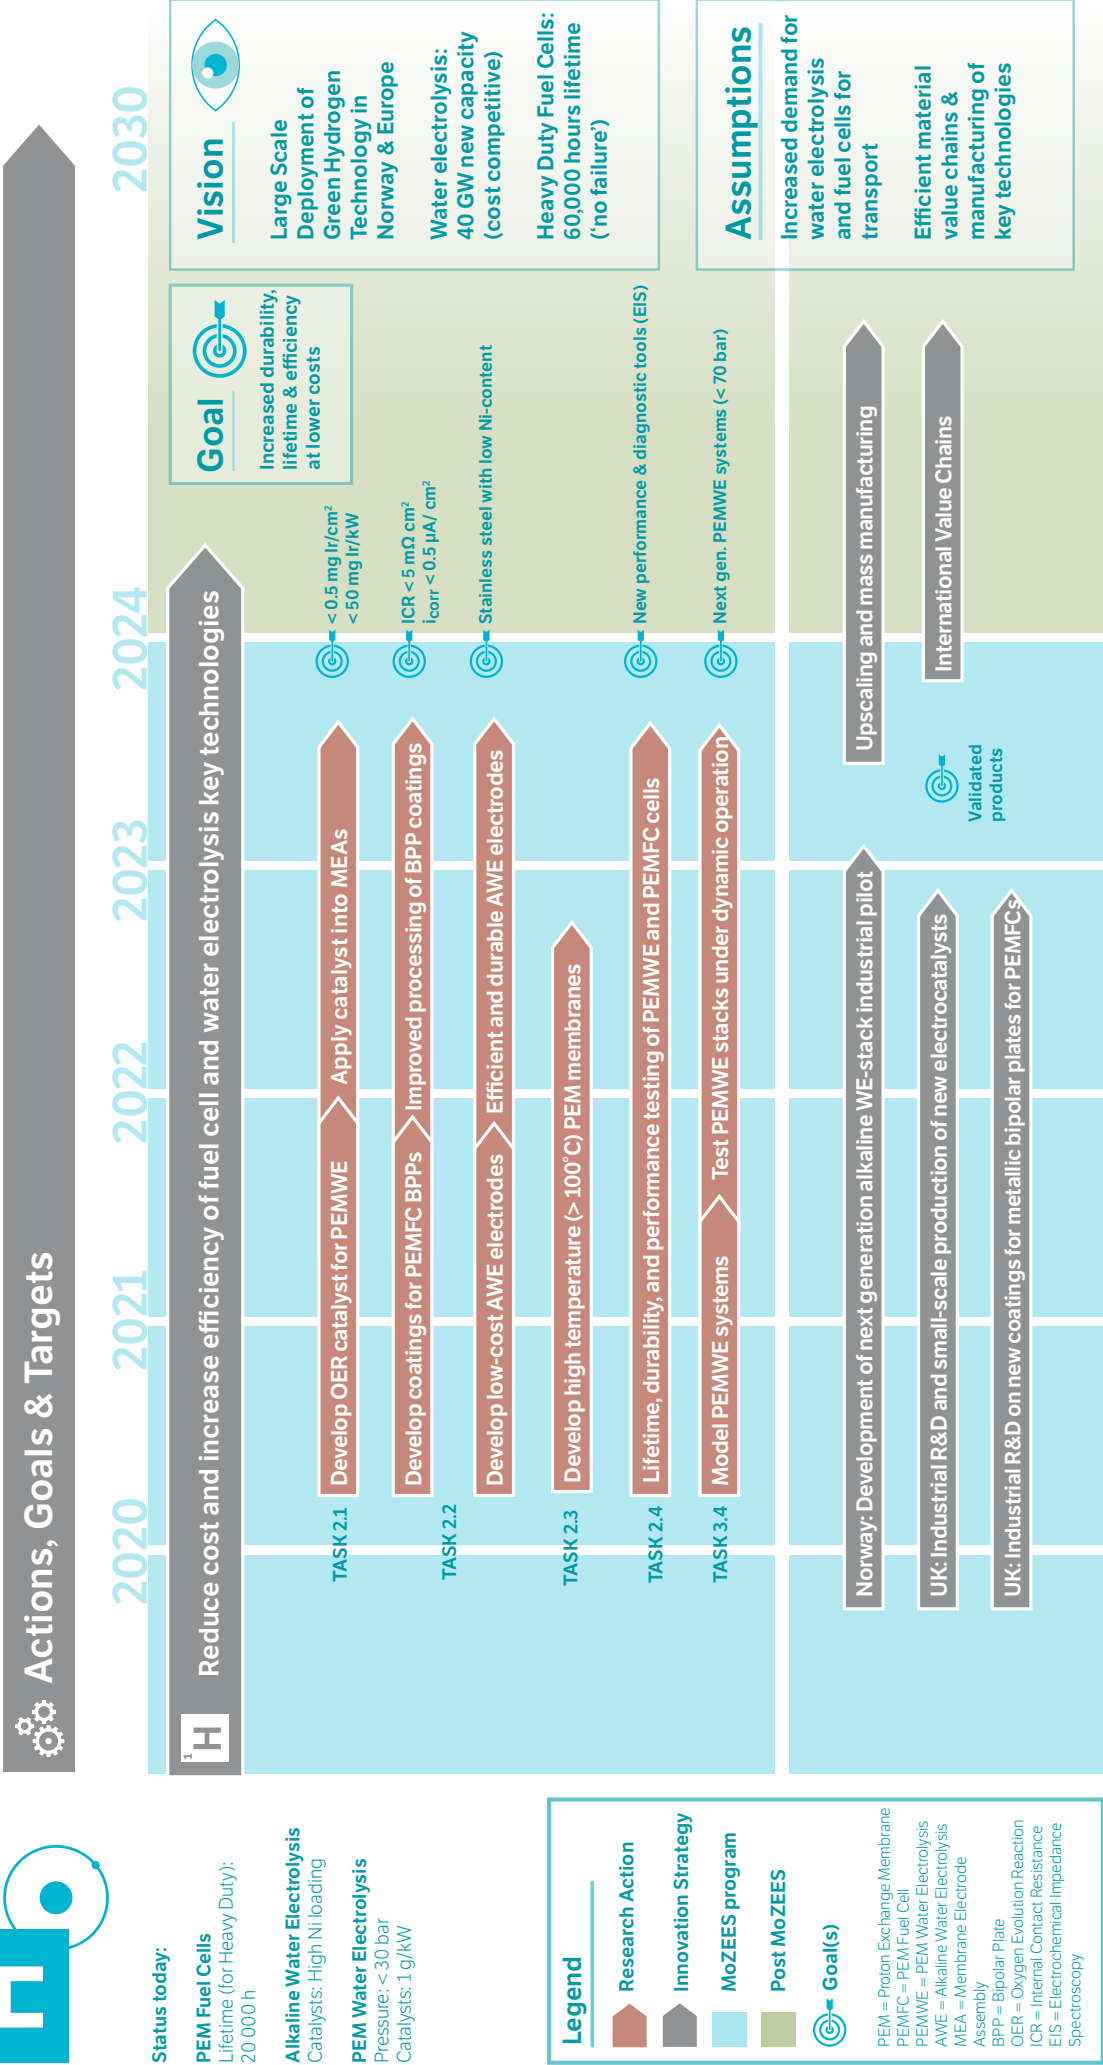 Actions, Goals & Targets
2020
2021
2022
2023
2024
2030
Status today:
PEM Fuel Cells
Lifetime (for Heavy Duty):
20 000 h
Alkaline Water Electrolysis
Catalysts: High Ni loading
PEM Water Electrolysis
Pressure: < 30 bar
Catalysts: 1 g/kW
1
H
Reduce cost and increase efficiency of fuel cell and water electrolysis key technologies
TASK 2.1
Develop OER catalyst for PEMWE
Apply catalyst into MEAs
< 0.5 mg Ir/cm²
< 50 mg Ir/kW
TASK 2.2
Develop coatings for PEMFC BPPs
Improved processing of BPP coatings
ICR < 5 mΩ cm²
icorr < 0.5 µA/ cm²
Develop low-cost AWE electrodes
Efficient and durable AWE electrodes
Stainless steel with low Ni-content
TASK 2.3
Develop high temperature (> 100˚C) PEM membranes
TASK 2.4
Lifetime, durability, and performance testing of PEMWE and PEMFC cells
New performance & diagnostic tools (EIS)
TASK 3.4
Model PEMWE systems
Test PEMWE stacks under dynamic operation
Next gen. PEMWE systems (< 70 bar)
Goal
Increased durability,
lifetime & efficiency
at lower costs
Vision
Large Scale
Deployment of
Green Hydrogen
Technology in
Norway & Europe
Water electrolysis:
40 GW new capacity
(cost competitive)
Heavy Duty Fuel Cells:
60,000 hours lifetime
('no failure')
Norway: Development of next generation alkaline WE-stack industrial pilot
Upscaling and mass manufacturing
UK: Industrial R&D and small-scale production of new electrocatalysts
Validated
products
International Value Chains
UK: Industrial R&D on new coatings for metallic bipolar plates for PEMFCs
Assumptions
Increased demand for
water electrolysis
and fuel cells for
transport
Efficient material
value chains &
manufacturing of
key technologies
Legend
Research Action
Innovation Strategy
MoZEES program
Post MoZEES
Goal(s)
PEM = Proton Exchange Membrane
PEMFC = PEM Fuel Cell
PEMWE = PEM Water Electrolysis
AWE = Alkaline Water Electrolysis
MEA = Membrane Electrode
Assembly
BPP = Bipolar Plate
OER = Oxygen Evolution Reaction
ICR = Internal Contact Resistance
EIS = Electrochemical Impedance
Spectroscopy